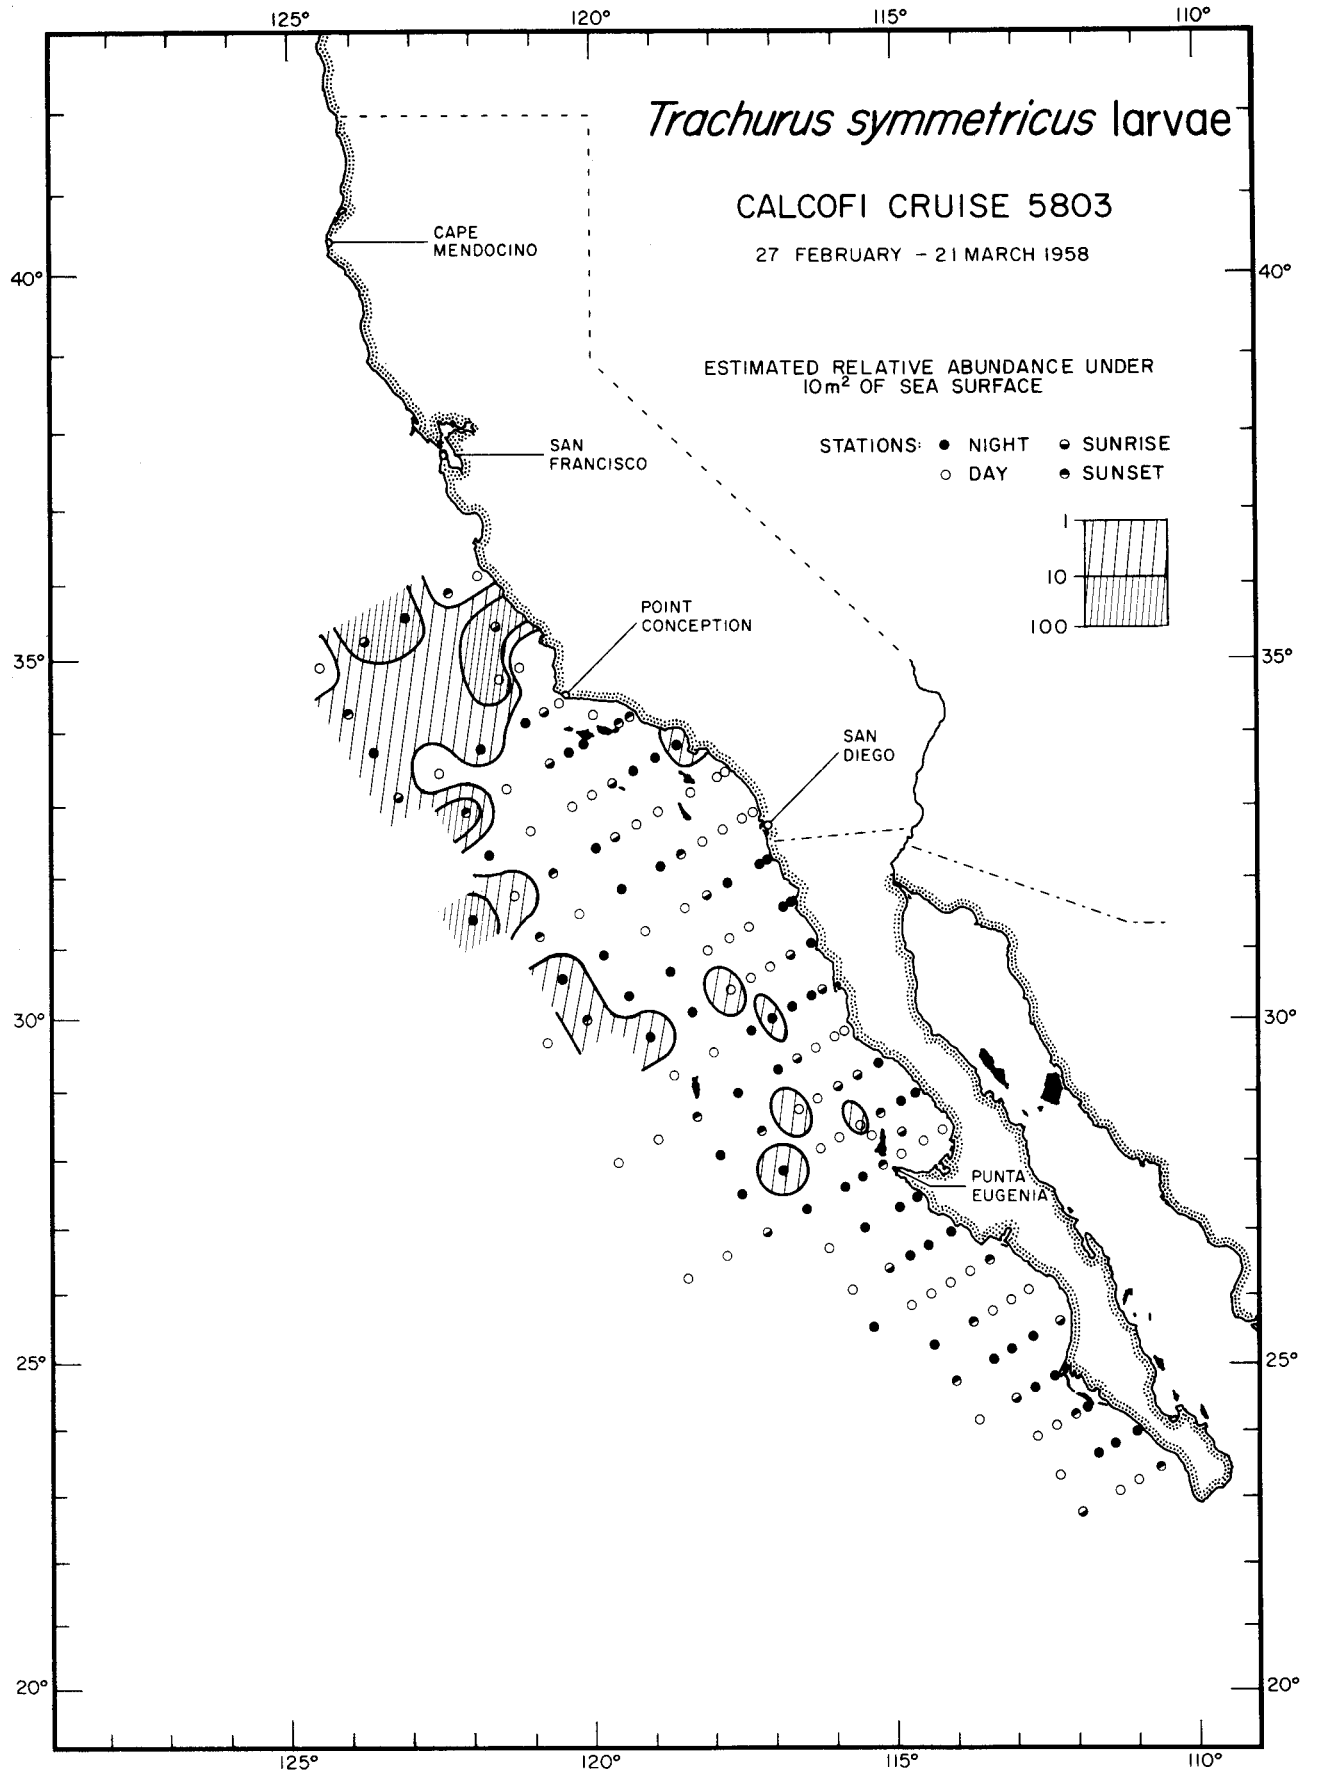 125° 120° 115° 110°
Trachurus symmetricus larvae
CALCOFI CRUISE 5803
27 FEBRUARY - 21 MARCH 1958
CAPE
MENDOCINO
40° 40°
ESTIMATED RELATIVE ABUNDANCE UNDER
10m² OF SEA SURFACE
STATIONS: NIGHT SUNRISE
DAY SUNSET
SAN
FRANCISCO
1
10
100
POINT
CONCEPTION
35° 35°
SAN
DIEGO
30° 30°
PUNTA
EUGENIA
25° 25°
20° 20°
125° 120° 115° 110°